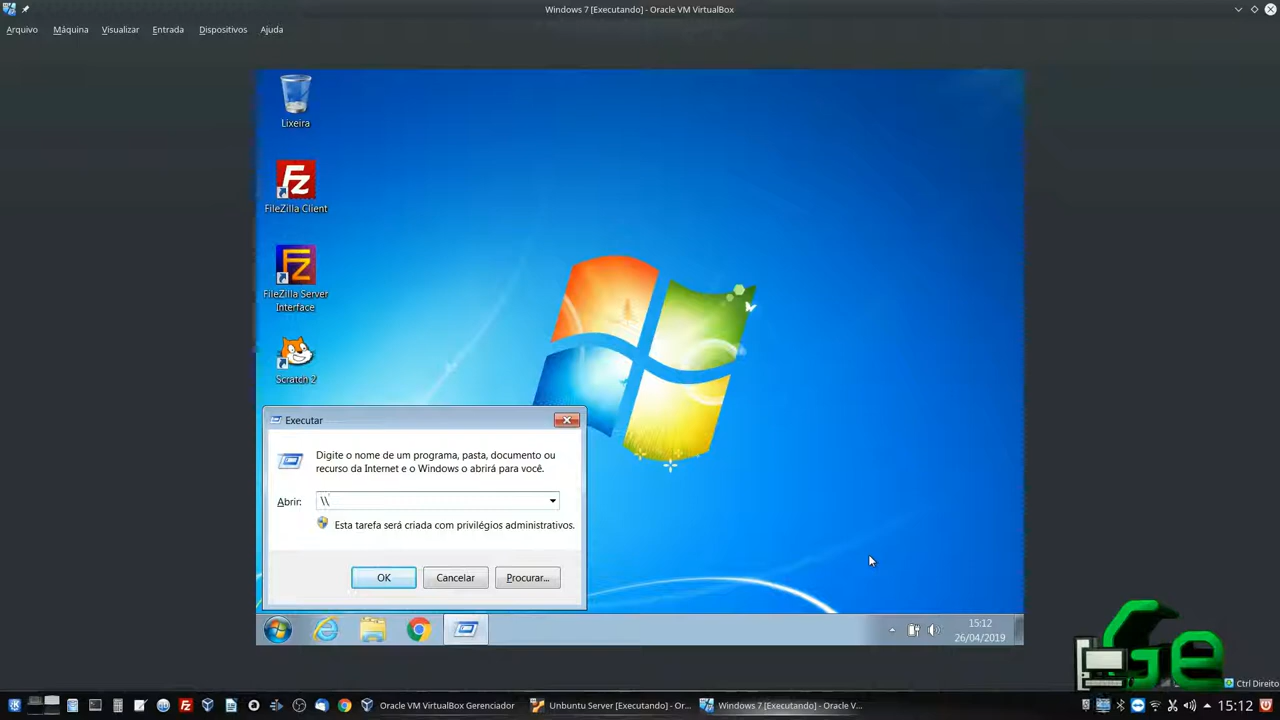 Windows 7 [Executando] - Oracle VM VirtualBox
Arquivo Máquina Visualizar Entrada Dispositivos Ajuda
Lixeira
Fz
FileZilla Client
Fz
FileZilla Server
Interface
Scratch 2
Executar
Digite o nome de um programa, pasta, documento ou
recurso da Internet e o Windows o abrirá para você.
Abrir: \\
Esta tarefa será criada com privilégios administrativos.
OK Cancelar Procurar...
15:12
26/04/2019
Ge
Ctrl Direito
Oracle VM VirtualBox Gerenciador
Unbuntu Server [Executando] - Or...
Windows 7 [Executando] - Oracle V...
15:12